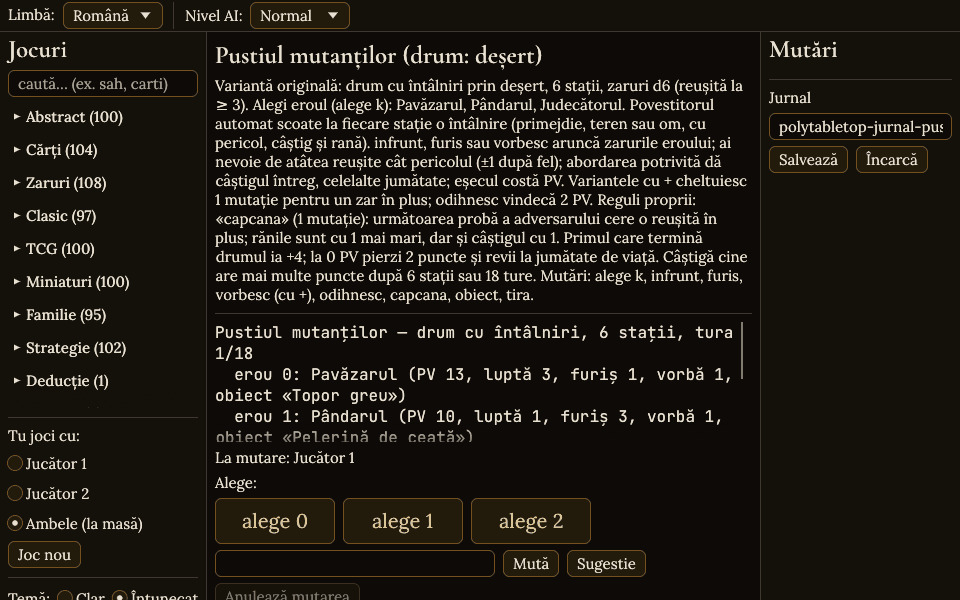 Limbă: Română ▼ Nivel AI: Normal ▼
Jocuri
caută... (ex. sah, carti)
▸ Abstract (100)
▸ Cărți (104)
▸ Zaruri (108)
▸ Clasic (97)
▸ TCG (100)
▸ Miniaturi (100)
▸ Familie (95)
▸ Strategie (102)
▸ Deducție (1)
Tu joci cu:
Jucător 1
Jucător 2
Ambele (la masă)
Joc nou
Temă: Clar Întunecat
Pustiul mutanților (drum: deșert)
Variantă originală: drum cu întâlniri prin deșert, 6 stații, zaruri d6 (reușită la
≥ 3). Alegi eroul (alege k): Pavăzarul, Pândarul, Judecătorul. Povestitorul
automat scoate la fiecare stație o întâlnire (primejdie, teren sau om, cu
pericol, câștig și rană). infrunt, furis sau vorbesc aruncă zarurile eroului; ai
nevoie de atâtea reușite cât pericolul (±1 după fel); abordarea potrivită dă
câștigul întreg, celelalte jumătate; eșecul costă PV. Variantele cu + cheltuiesc
1 mutație pentru un zar în plus; odihnesc vindecă 2 PV. Reguli proprii:
«capcana» (1 mutație): următoarea probă a adversarului cere o reușită în
plus; rănile sunt cu 1 mai mari, dar și câștigul cu 1. Primul care termină
drumul ia +4; la 0 PV pierzi 2 puncte și revii la jumătate de viață. Câștigă cine
are mai multe puncte după 6 stații sau 18 ture. Mutări: alege k, infrunt, furis,
vorbesc (cu +), odihnesc, capcana, obiect, tira.
Pustiul mutanților — drum cu întâlniri, 6 stații, tura
1/18
erou 0: Pavăzarul (PV 13, luptă 3, furiș 1, vorbă 1,
obiect «Topor greu»)
erou 1: Pândarul (PV 10, luptă 1, furiș 3, vorbă 1,
obiect «Pelerină de ceață»)
La mutare: Jucător 1
Alege:
alege 0 alege 1 alege 2
Mută Sugestie
Anulează mutarea
Mutări
Jurnal
polytabletop-jurnal-pus
Salvează Încarcă